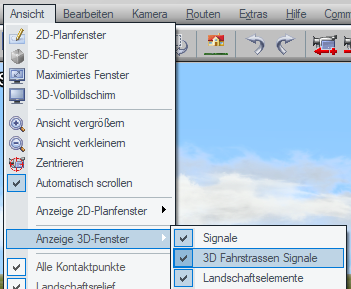 Ansicht Bearbeiten Kamera Routen Extras Hilfe
2D-Planfenster
3D-Fenster
Maximiertes Fenster
3D-Vollbildschirm
Ansicht vergrößern
Ansicht verkleinern
Zentrieren
Automatisch scrollen
Anzeige 2D-Planfenster
Anzeige 3D-Fenster
Signale
3D Fahrstrassen Signale
Landschaftselemente
Alle Kontaktpunkte
Landschaftsrelief